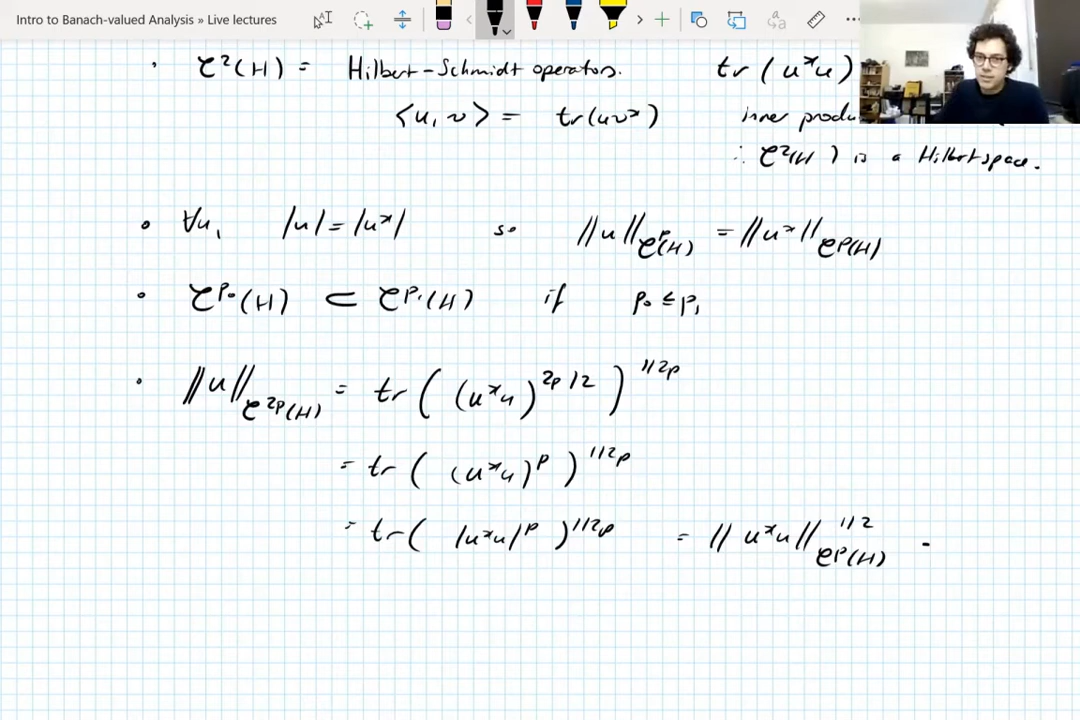 Intro to Banach-valued Analysis » Live lectures
· C²(H) = Hilbert-Schmidt operators. tr(u*u)
⟨u, v⟩ = tr(uv*) inner produ
∴ C²(H) is a Hilbert space.
• ∀u, |u| = |u*| so ‖u‖_{C^p(H)} = ‖u*‖_{C^p(H)}
• C^{p₀}(H) ⊂ C^{p₁}(H) if p₀ ≤ p₁
• ‖u‖_{C^{2p}(H)} = tr((u*u)^{2p/2})^{1/2p}
= tr((u*u)^p)^{1/2p}
= tr(|u*u|^p)^{1/2p} = ‖u*u‖^{1/2}_{C^p(H)} .